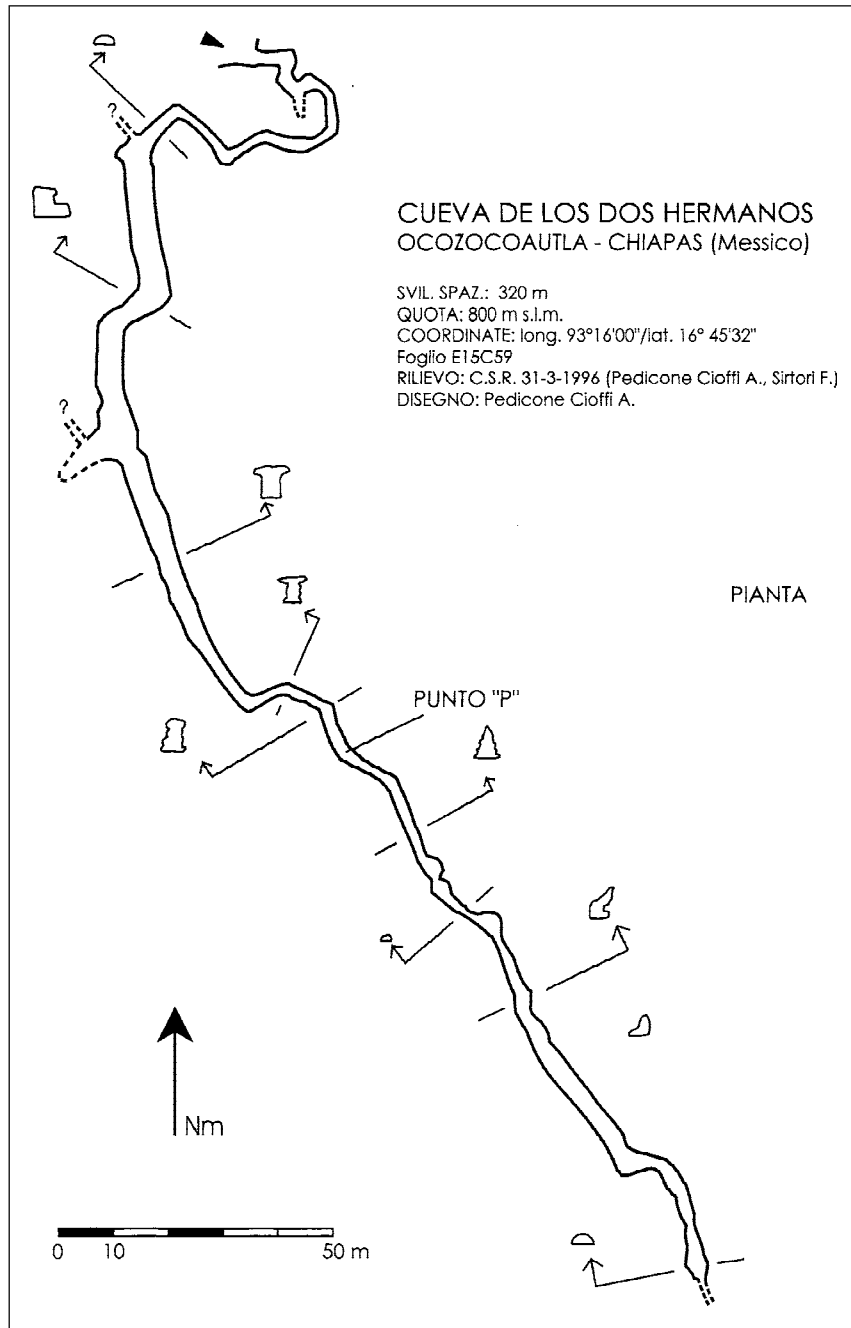 ?
CUEVA DE LOS DOS HERMANOS
OCOZOCOAUTLA - CHIAPAS (Messico)
SVIL. SPAZ.: 320 m
QUOTA: 800 m s.l.m.
COORDINATE: long. 93°16'00"/lat. 16° 45'32"
Foglio E15C59
RILIEVO: C.S.R. 31-3-1996 (Pedicone Cioffi A., Sirtori F.)
DISEGNO: Pedicone Cioffi A.
?
PIANTA
PUNTO "P"
Nm
0 10 50 m